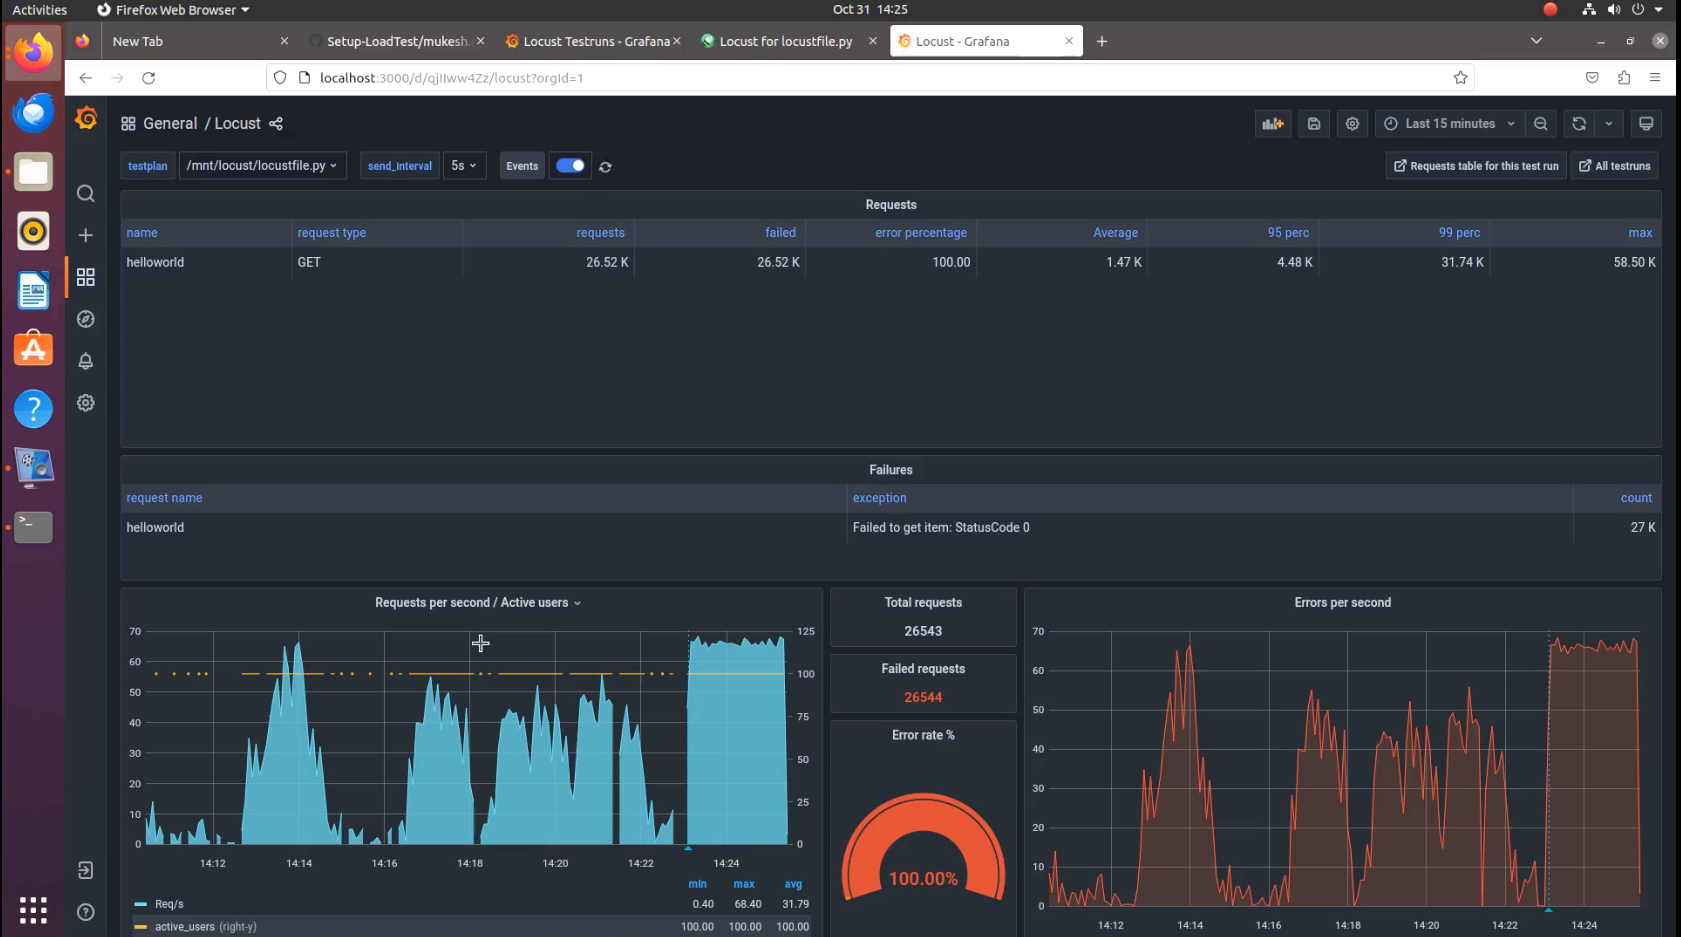 Activities Firefox Web Browser Oct 31 14:25
New Tab Setup-LoadTest/mukesh. Locust Testruns - Grafana Locust for locustfile.py Locust - Grafana
localhost:3000/d/qjIIww4Zz/locust?orgId=1
General / Locust Last 15 minutes
testplan /mnt/locust/locustfile.py send_interval 5s Events Requests table for this test run All testruns
Requests
name request type requests failed error percentage Average 95 perc 99 perc max
helloworld GET 26.52 K 26.52 K 100.00 1.47 K 4.48 K 31.74 K 58.50 K
Failures
request name exception count
helloworld Failed to get item: StatusCode 0 27 K
Requests per second / Active users
70 125
60
50 100
40 75
30 50
20 25
10
0 0
14:12 14:14 14:16 14:18 14:20 14:22 14:24
min max avg
Req/s 0.40 68.40 31.79
active_users (right-y) 100.00 100.00 100.00
Total requests
26543
Failed requests
26544
Error rate %
100.00%
Errors per second
70
60
50
40
30
20
10
0
14:12 14:14 14:16 14:18 14:20 14:22 14:24